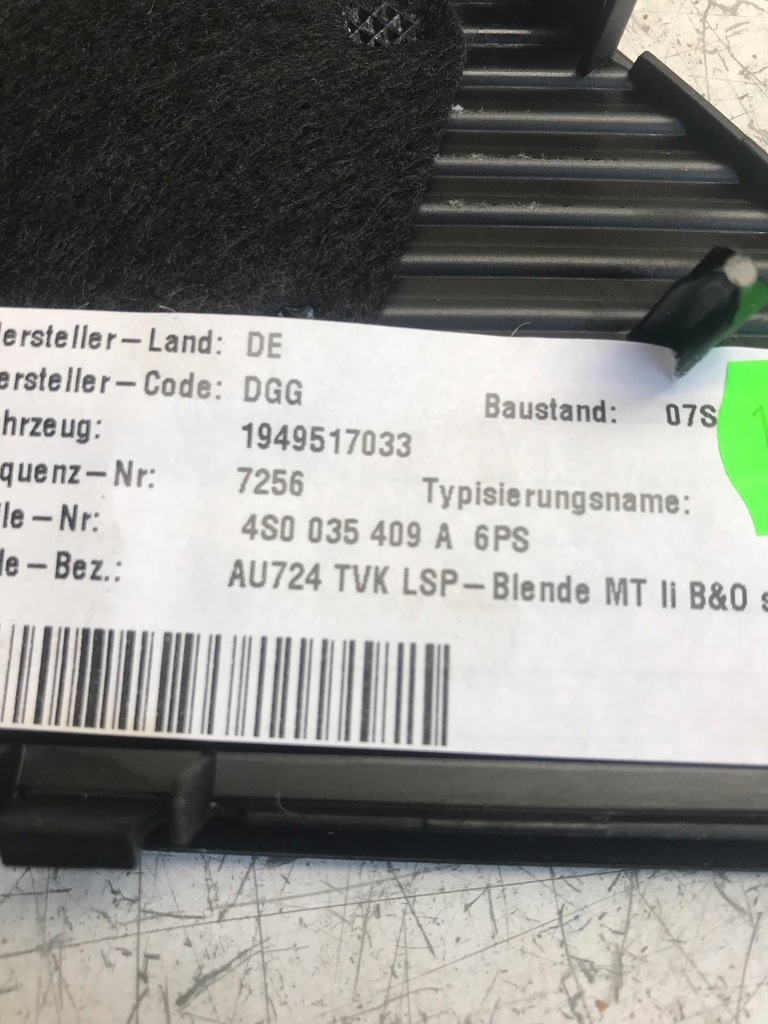 ersteller-Land: DE
ersteller-Code: DGG
Baustand: 07S
hrzeug: 1949517033
quenz-Nr: 7256
Typisierungsname:
ile-Nr: 4S0 035 409 A 6PS
le-Bez.: AU724 TVK LSP-Blende MT li B&O s